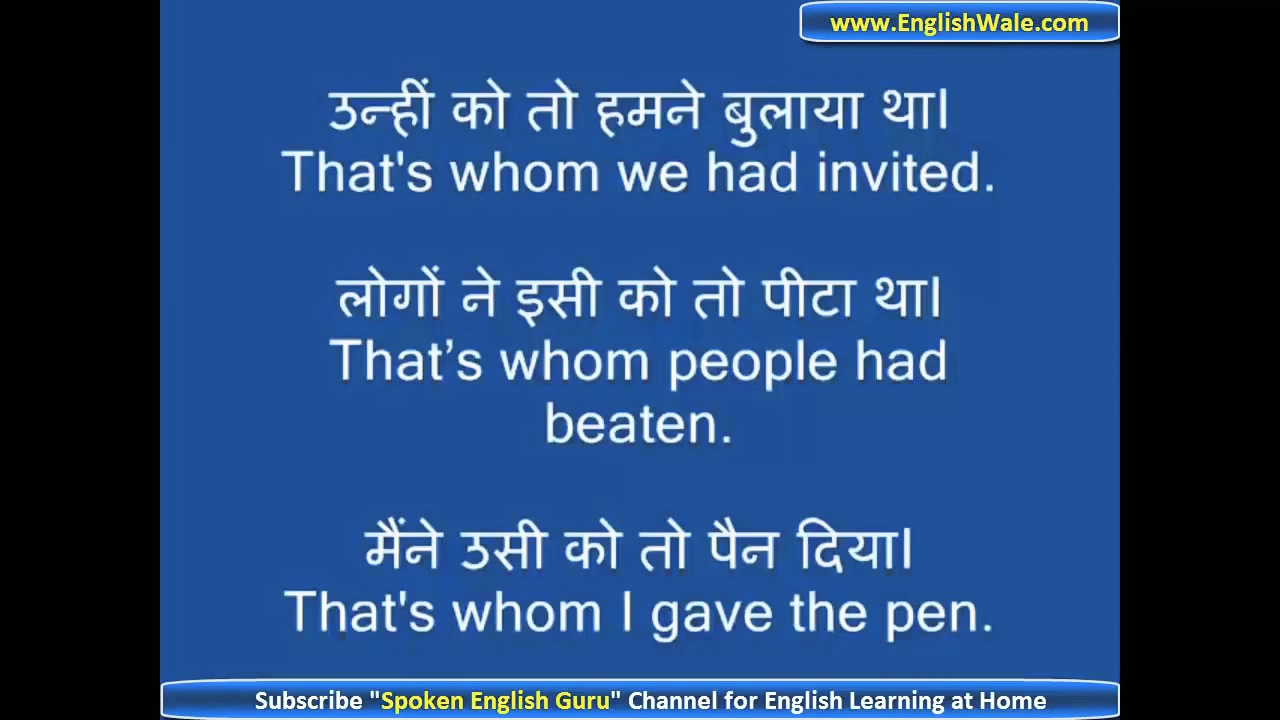 www.EnglishWale.com
उन्हीं को तो हमने बुलाया था।
That's whom we had invited.
लोगों ने इसी को तो पीटा था।
That’s whom people had
beaten.
मैंने उसी को तो पैन दिया।
That's whom I gave the pen.
Subscribe "Spoken English Guru" Channel for English Learning at Home